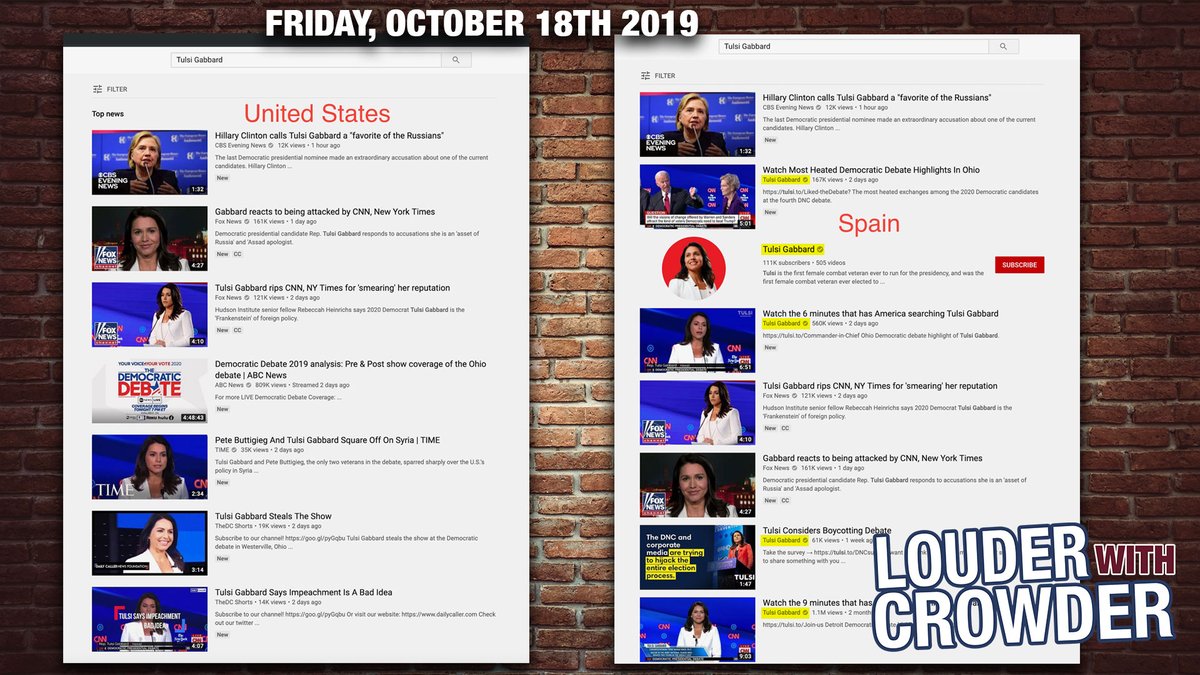 FRIDAY, OCTOBER 18TH 2019
Tulsi Gabbard
FILTER
United States
Top news
Hillary Clinton calls Tulsi Gabbard a "favorite of the Russians"
CBS Evening News 12K views • 1 hour ago
The last Democratic presidential nominee made an extraordinary accusation about one of the current
candidates. Hillary Clinton ...
New
CBS
EVENING
NEWS
1:32
Gabbard reacts to being attacked by CNN, New York Times
Fox News 161K views • 1 day ago
Democratic presidential candidate Rep. Tulsi Gabbard responds to accusations she is an 'asset of
Russia' and 'Assad apologist.
New CC
FOX
NEWS
4:27
Tulsi Gabbard rips CNN, NY Times for 'smearing' her reputation
Fox News 121K views • 2 days ago
Hudson Institute senior fellow Rebeccah Heinrichs says 2020 Democrat Tulsi Gabbard is the
'Frankenstein' of foreign policy.
New CC
FOX
NEWS
CNN
4:10
Democratic Debate 2019 analysis: Pre & Post show coverage of the Ohio
debate | ABC News
ABC News 809K views • Streamed 2 days ago
For more LIVE Democratic Debate Coverage: ...
New
YOUR VOICE YOUR VOTE 2020
THE
DEMOCRATIC
DEBATE
COVERAGE BEGINS
TONIGHT 7PM ET
4:48:43
Pete Buttigieg And Tulsi Gabbard Square Off On Syria | TIME
TIME 35K views • 2 days ago
Tulsi Gabbard and Pete Buttigieg, the only two veterans in the debate, sparred sharply over the U.S.'s
policy in Syria ...
New
TIME
2:34
Tulsi Gabbard Steals The Show
TheDC Shorts • 19K views • 2 days ago
Subscribe to our channel! https://goo.gl/pyGqbu Tulsi Gabbard steals the show at the Democratic
debate in Westerville, Ohio ...
New
DAILY CALLER NEWS FOUNDATION
3:14
Tulsi Gabbard Says Impeachment Is A Bad Idea
TheDC Shorts • 14K views • 2 days ago
Subscribe to our channel! https://goo.gl/pyGqbu Or visit our website: https://www.dailycaller.com Check
out our twitter ...
New
TULSI SAYS IMPEACHMENT
BAD IDEA
4:07
Tulsi Gabbard
FILTER
Hillary Clinton calls Tulsi Gabbard a "favorite of the Russians"
CBS Evening News 12K views • 1 hour ago
The last Democratic presidential nominee made an extraordinary accusation about one of the current
candidates. Hillary Clinton ...
New
CBS
EVENING
NEWS
1:32
Watch Most Heated Democratic Debate Highlights In Ohio
Tulsi Gabbard 167K views • 2 days ago
https://tulsi.to/Liked-theDebate? The most heated exchanges among the 2020 Democratic candidates
at the fourth DNC debate.
New
QUESTION
5:01
Spain
Tulsi Gabbard
111K subscribers • 505 videos
Tulsi is the first female combat veteran ever to run for the presidency, and was the
first female combat veteran ever elected to ...
SUBSCRIBE
Watch the 6 minutes that has America searching Tulsi Gabbard
Tulsi Gabbard 560K views • 2 days ago
https://tulsi.to/Commander-in-Chief Ohio Democratic debate highlight of Tulsi Gabbard.
New
TULSI
CNN
6:51
Tulsi Gabbard rips CNN, NY Times for 'smearing' her reputation
Fox News 121K views • 2 days ago
Hudson Institute senior fellow Rebeccah Heinrichs says 2020 Democrat Tulsi Gabbard is the
'Frankenstein' of foreign policy.
New CC
FOX
NEWS
4:10
Gabbard reacts to being attacked by CNN, New York Times
Fox News 161K views • 1 day ago
Democratic presidential candidate Rep. Tulsi Gabbard responds to accusations she is an 'asset of
Russia' and 'Assad apologist.
New CC
FOX
NEWS
4:27
Tulsi Considers Boycotting Debate
Tulsi Gabbard 61K views • 1 week
Take the survey → https://tulsi.to/DNCsu
to share something with you ...
The DNC and
corporate
media are trying
to hijack the
entire election
process.
TULSI
1:47
Watch the 9 minutes that has
Tulsi Gabbard 1.1M views • 2 month
https://tulsi.to/Join-us Detroit Democratic
9:03
LOUDER WITH
CROWDER